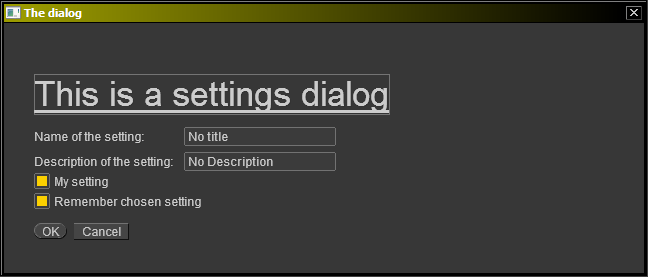 The dialog
This is a settings dialog
Name of the setting: No title
Description of the setting: No Description
My setting
Remember chosen setting
OK Cancel